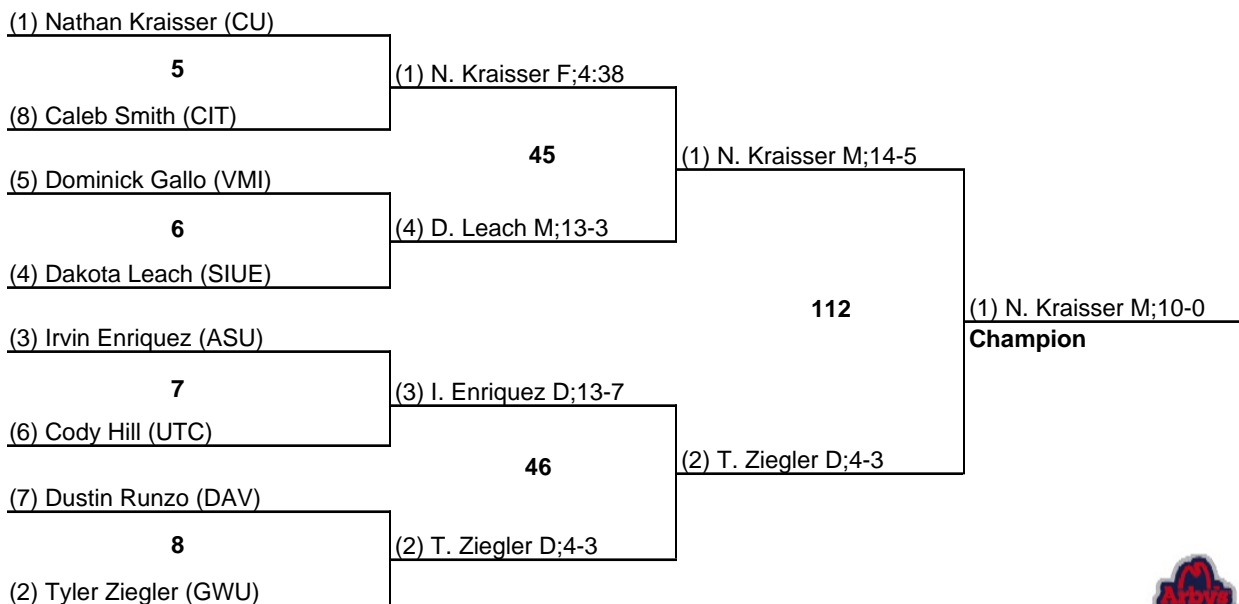 (1) Nathan Kraisser (CU)
5
(8) Caleb Smith (CIT)
(5) Dominick Gallo (VMI)
6
(4) Dakota Leach (SIUE)
(3) Irvin Enriquez (ASU)
7
(6) Cody Hill (UTC)
(7) Dustin Runzo (DAV)
8
(2) Tyler Ziegler (GWU)
(1) N. Kraisser F;4:38
45
(4) D. Leach M;13-3
(3) I. Enriquez D;13-7
46
(2) T. Ziegler D;4-3
(1) N. Kraisser M;14-5
112
(2) T. Ziegler D;4-3
(1) N. Kraisser M;10-0
Champion
Arby's